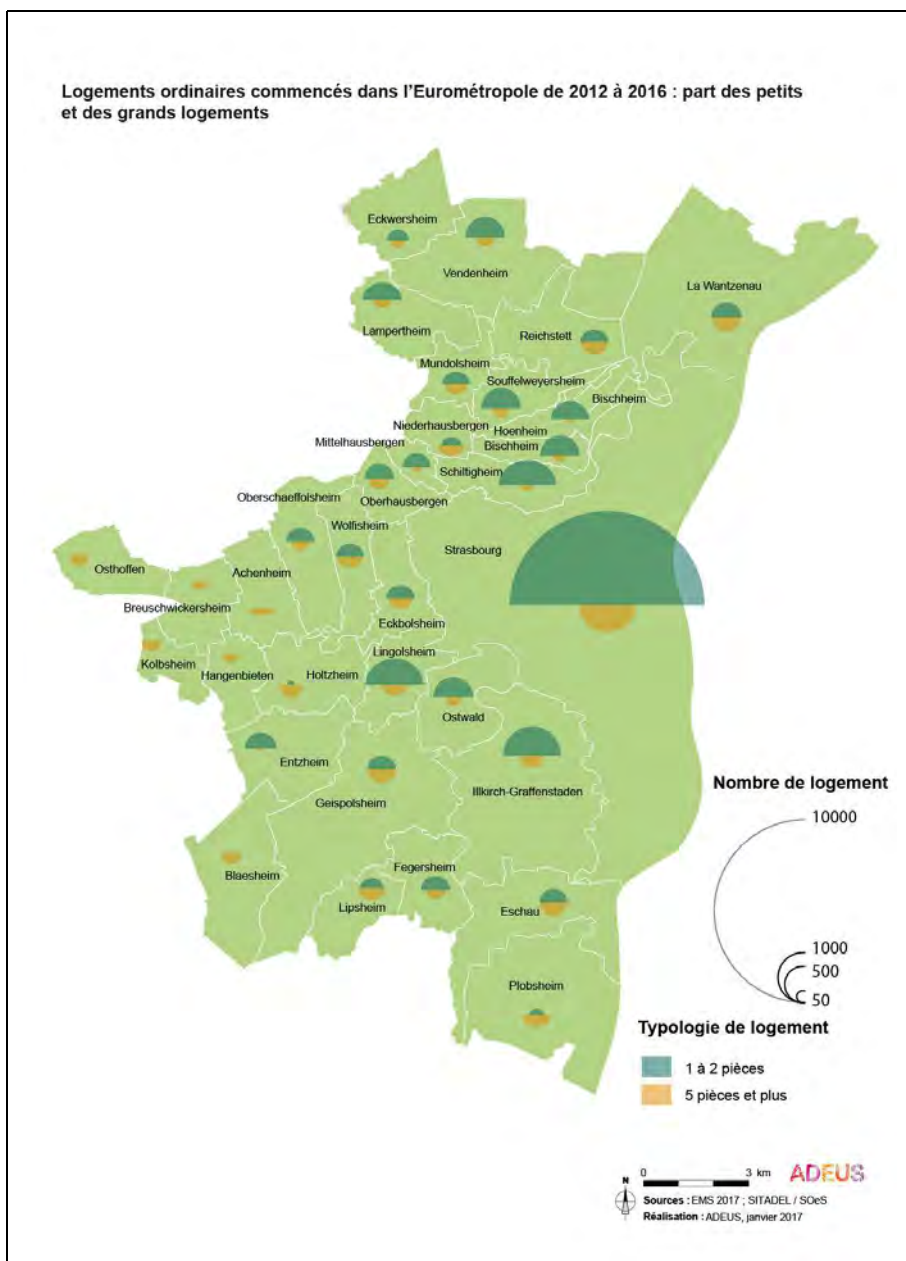 Logements ordinaires commencés dans l'Eurométropole de 2012 à 2016 : part des petits
et des grands logements
Eckwersheim
Vendenheim
La Wantzenau
Lampertheim
Reichstett
Mundolsheim
Souffelweyersheim
Bischheim
Niederhausbergen
Hoenheim
Mittelhausbergen
Bischheim
Schiltigheim
Oberschaeffolsheim
Oberhausbergen
Wolfisheim
Strasbourg
Osthoffen
Achenheim
Breuschwickersheim
Eckbolsheim
Lingolsheim
Kolbsheim
Hangenbieten
Holtzheim
Ostwald
Entzheim
Geispolsheim
Illkirch-Graffenstaden
Blaesheim
Fegersheim
Lipsheim
Eschau
Plobsheim
Nombre de logement
10000
1000
500
50
Typologie de logement
1 à 2 pièces
5 pièces et plus
N
0 3 km
ADEUS
Sources : EMS 2017 ; SITADEL / SOeS
Réalisation : ADEUS, janvier 2017